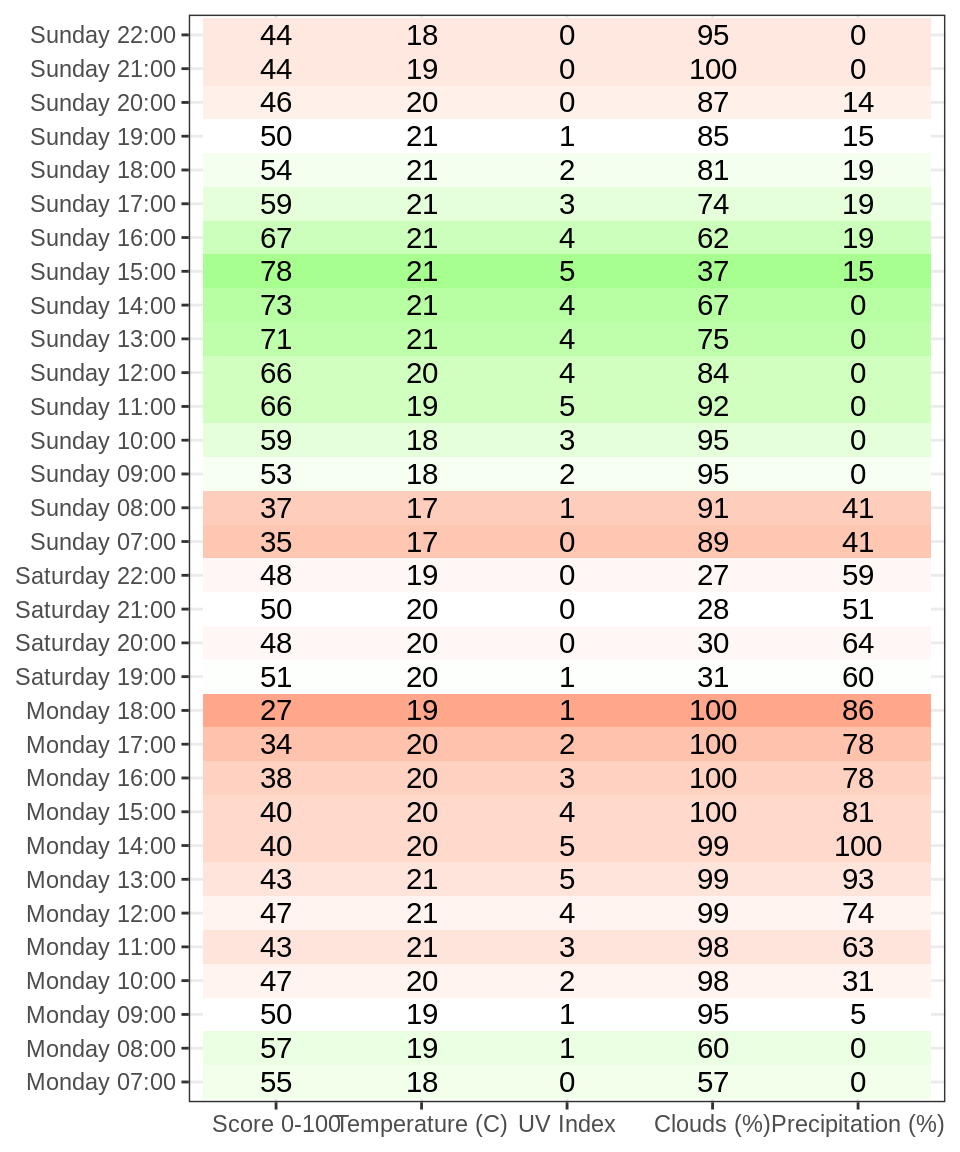 Sunday 22:00 44 18 0 95 0
Sunday 21:00 44 19 0 100 0
Sunday 20:00 46 20 0 87 14
Sunday 19:00 50 21 1 85 15
Sunday 18:00 54 21 2 81 19
Sunday 17:00 59 21 3 74 19
Sunday 16:00 67 21 4 62 19
Sunday 15:00 78 21 5 37 15
Sunday 14:00 73 21 4 67 0
Sunday 13:00 71 21 4 75 0
Sunday 12:00 66 20 4 84 0
Sunday 11:00 66 19 5 92 0
Sunday 10:00 59 18 3 95 0
Sunday 09:00 53 18 2 95 0
Sunday 08:00 37 17 1 91 41
Sunday 07:00 35 17 0 89 41
Saturday 22:00 48 19 0 27 59
Saturday 21:00 50 20 0 28 51
Saturday 20:00 48 20 0 30 64
Saturday 19:00 51 20 1 31 60
Monday 18:00 27 19 1 100 86
Monday 17:00 34 20 2 100 78
Monday 16:00 38 20 3 100 78
Monday 15:00 40 20 4 100 81
Monday 14:00 40 20 5 99 100
Monday 13:00 43 21 5 99 93
Monday 12:00 47 21 4 99 74
Monday 11:00 43 21 3 98 63
Monday 10:00 47 20 2 98 31
Monday 09:00 50 19 1 95 5
Monday 08:00 57 19 1 60 0
Monday 07:00 55 18 0 57 0
Score 0-100 Temperature (C) UV Index Clouds (%) Precipitation (%)